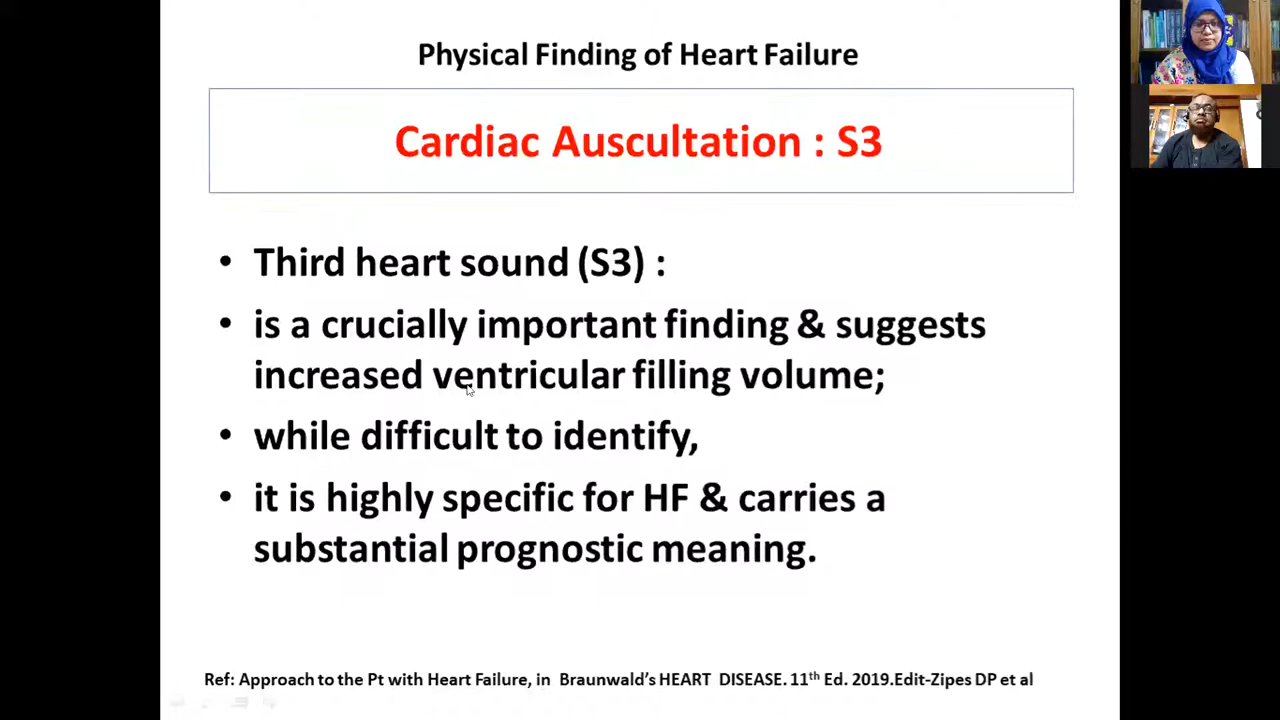 Physical Finding of Heart Failure
Cardiac Auscultation : S3
• Third heart sound (S3) :
• is a crucially important finding & suggests
increased ventricular filling volume;
• while difficult to identify,
• it is highly specific for HF & carries a
substantial prognostic meaning.
Ref: Approach to the Pt with Heart Failure, in Braunwald's HEART DISEASE. 11th Ed. 2019.Edit-Zipes DP et al